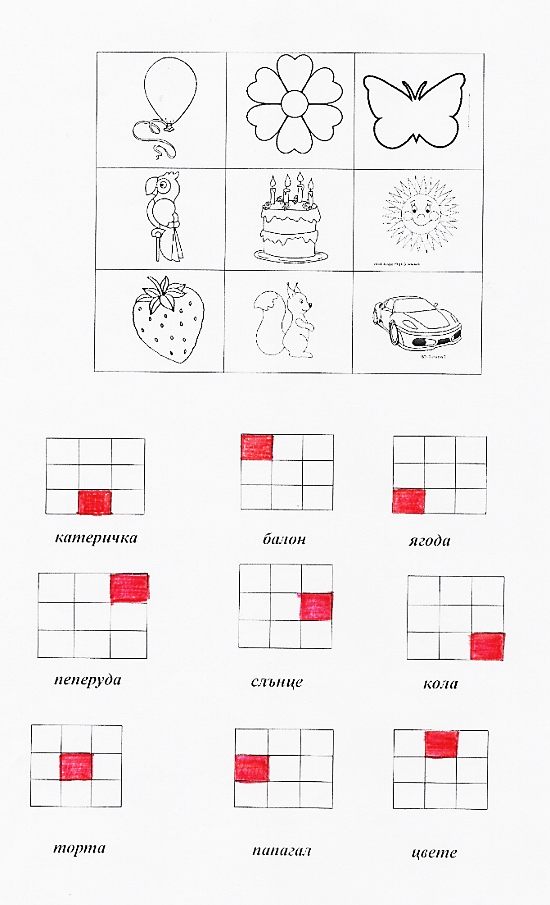 катеричка
балон
ягода
пеперуда
слънце
кола
торта
папагал
цвете